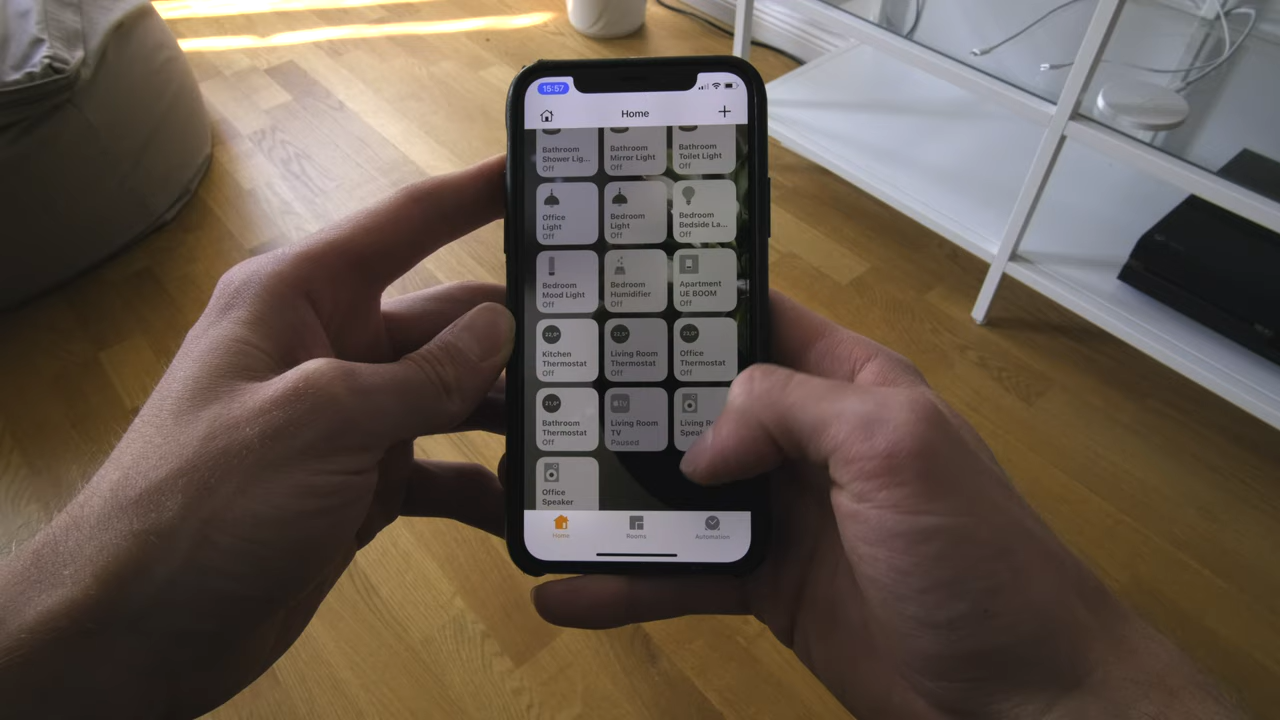 15:57
Home
Bathroom
Shower Lig...
Off
Bathroom
Mirror Light
Off
Bathroom
Toilet Light
Off
Office
Light
Off
Bedroom
Light
Off
Bedroom
Bedside La...
Off
Bedroom
Mood Light
Off
Bedroom
Humidifier
Off
Apartment
UE BOOM
Off
Kitchen
Thermostat
Off
Living Room
Thermostat
Off
Office
Thermostat
Off
Bathroom
Thermostat
Off
tv
Living Room
TV
Paused
Living
Office
Speaker
Home
Rooms
Automation